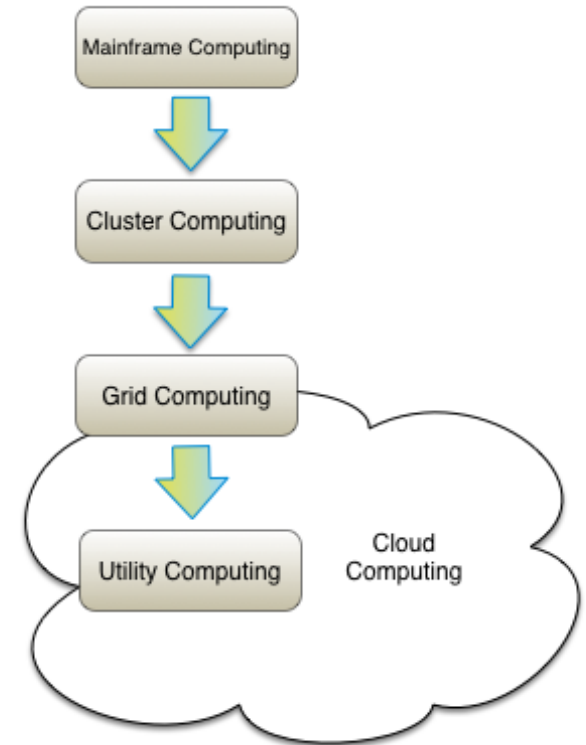 Mainframe Computing
Cluster Computing
Grid Computing
Utility Computing
Cloud
Computing